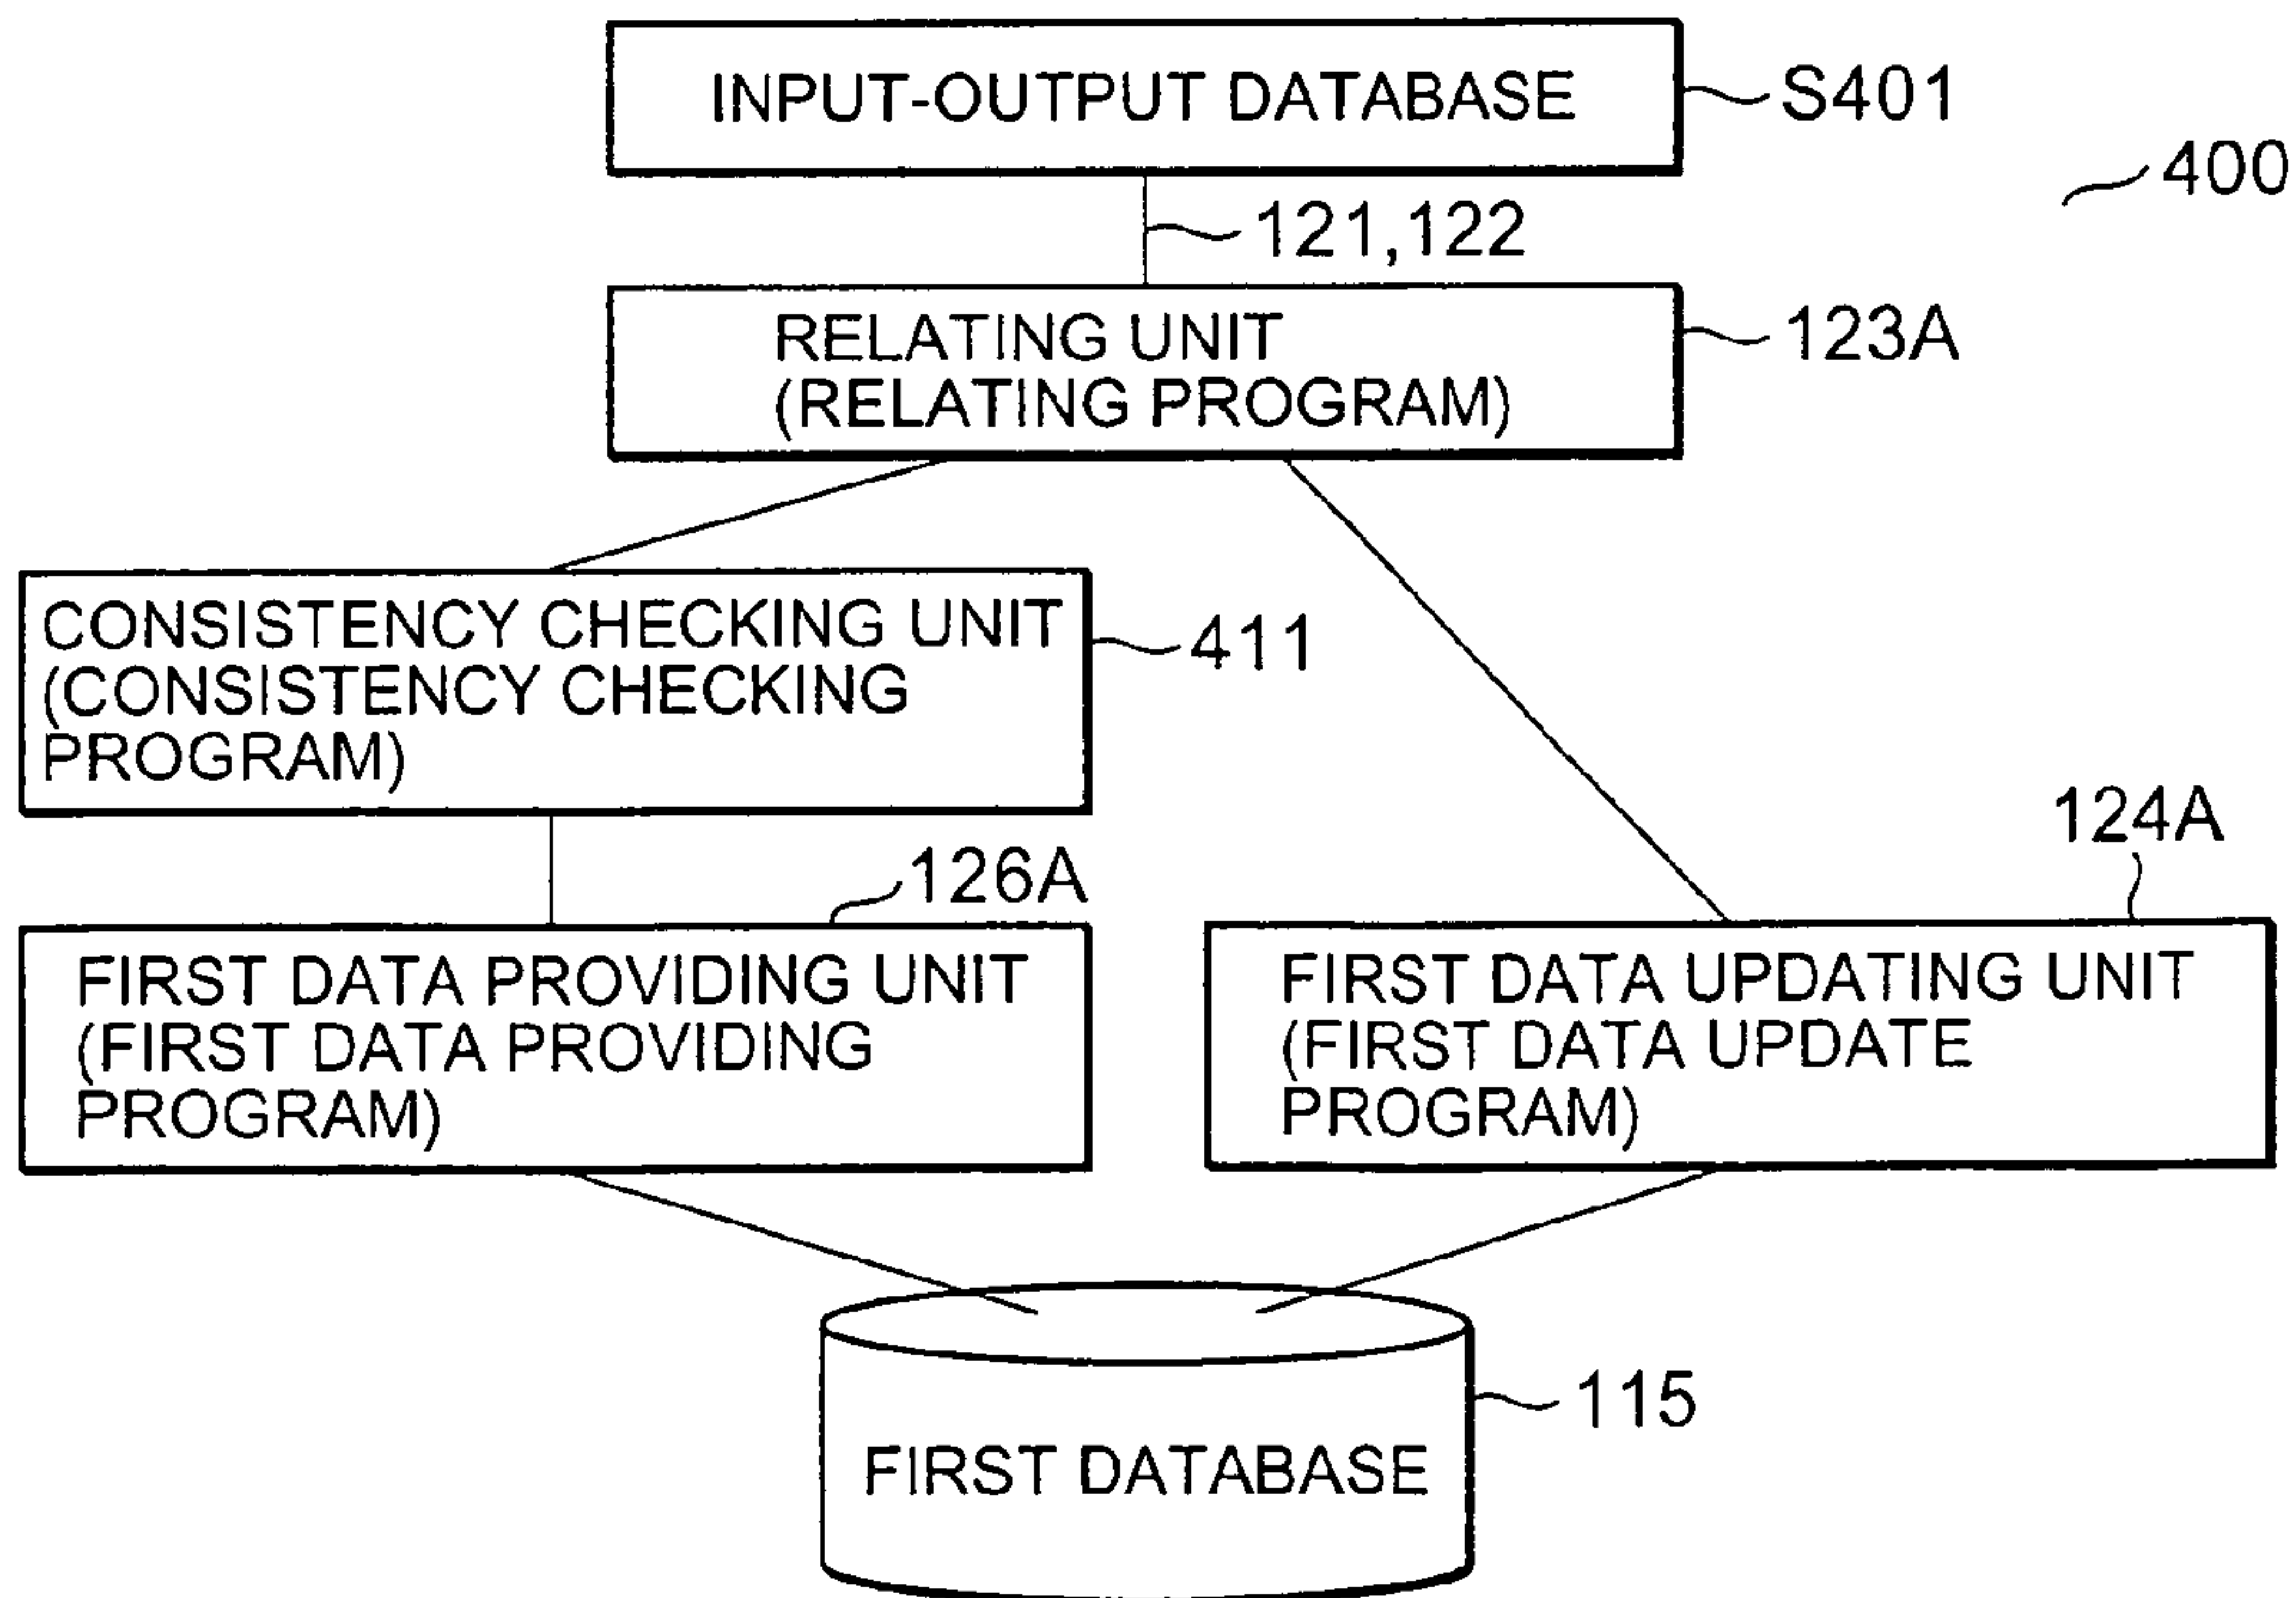 INPUT-OUTPUT DATABASE
S401
400
121,122
RELATING UNIT
(RELATING PROGRAM)
123A
CONSISTENCY CHECKING UNIT
(CONSISTENCY CHECKING
PROGRAM)
411
124A
126A
FIRST DATA PROVIDING UNIT
(FIRST DATA PROVIDING
PROGRAM)
FIRST DATA UPDATING UNIT
(FIRST DATA UPDATE
PROGRAM)
115
FIRST DATABASE